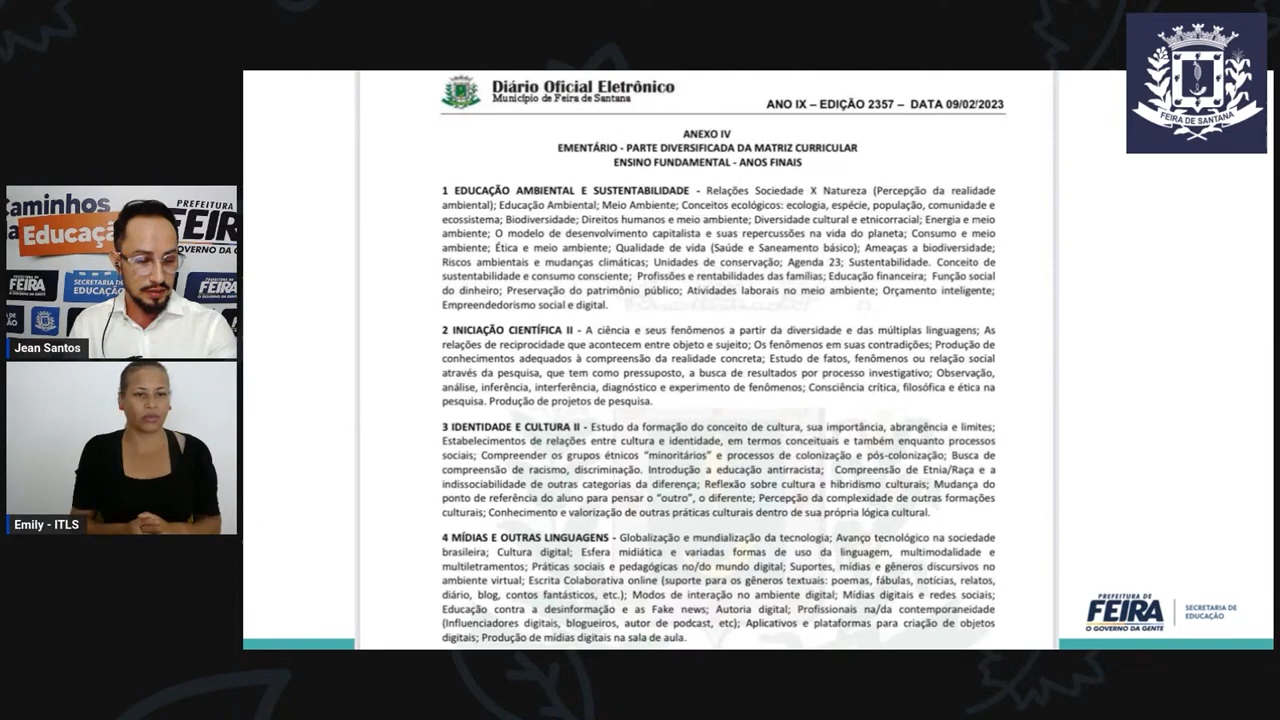 FEIRA DE SANTANA
Diário Oficial Eletrônico
Município de Feira de Santana
ANO IX – EDIÇÃO 2357 – DATA 09/02/2023
ANEXO IV
EMENTÁRIO - PARTE DIVERSIFICADA DA MATRIZ CURRICULAR
ENSINO FUNDAMENTAL - ANOS FINAIS
1 EDUCAÇÃO AMBIENTAL E SUSTENTABILIDADE - Relações Sociedade X Natureza (Percepção da realidade
ambiental); Educação Ambiental; Meio Ambiente; Conceitos ecológicos: ecologia, espécie, população, comunidade e
ecossistema; Biodiversidade; Direitos humanos e meio ambiente; Diversidade cultural e etnicorracial; Energia e meio
ambiente; O modelo de desenvolvimento capitalista e suas repercussões na vida do planeta; Consumo e meio
ambiente; Ética e meio ambiente; Qualidade de vida (Saúde e Saneamento básico); Ameaças a biodiversidade;
Riscos ambientais e mudanças climáticas; Unidades de conservação; Agenda 23; Sustentabilidade. Conceito de
sustentabilidade e consumo consciente; Profissões e rentabilidades das famílias; Educação financeira; Função social
do dinheiro; Preservação do patrimônio público; Atividades laborais no meio ambiente; Orçamento inteligente;
Empreendedorismo social e digital.
2 INICIAÇÃO CIENTÍFICA II - A ciência e seus fenômenos a partir da diversidade e das múltiplas linguagens; As
relações de reciprocidade que acontecem entre objeto e sujeito; Os fenômenos em suas contradições; Produção de
conhecimentos adequados à compreensão da realidade concreta; Estudo de fatos, fenômenos ou relação social
através da pesquisa, que tem como pressuposto, a busca de resultados por processo investigativo; Observação,
análise, inferência, interferência, diagnóstico e experimento de fenômenos; Consciência crítica, filosófica e ética na
pesquisa. Produção de projetos de pesquisa.
3 IDENTIDADE E CULTURA II - Estudo da formação do conceito de cultura, sua importância, abrangência e limites;
Estabelecimentos de relações entre cultura e identidade, em termos conceituais e também enquanto processos
sociais; Compreender os grupos étnicos "minoritários" e processos de colonização e pós-colonização; Busca de
compreensão de racismo, discriminação. Introdução a educação antirracista; Compreensão de Etnia/Raça e a
indissociabilidade de outras categorias da diferença; Reflexão sobre cultura e hibridismo culturais; Mudança do
ponto de referência do aluno para pensar o "outro", o diferente; Percepção da complexidade de outras formações
culturais; Conhecimento e valorização de outras práticas culturais dentro de sua própria lógica cultural.
4 MÍDIAS E OUTRAS LINGUAGENS - Globalização e mundialização da tecnologia; Avanço tecnológico na sociedade
brasileira; Cultura digital; Esfera midiática e variadas formas de uso da linguagem, multimodalidade e
multiletramentos; Práticas sociais e pedagógicas no/do mundo digital; Suportes, mídias e gêneros discursivos no
ambiente virtual; Escrita Colaborativa online (suporte para os gêneros textuais: poemas, fábulas, notícias, relatos,
diário, blog, contos fantásticos, etc.); Modos de interação no ambiente digital; Mídias digitais e redes sociais;
Educação contra a desinformação e as Fake news; Autoria digital; Profissionais na/da contemporaneidade
(Influenciadores digitais, blogueiros, autor de podcast, etc); Aplicativos e plataformas para criação de objetos
digitais; Produção de mídias digitais na sala de aula.
caminhos
Educaçã
PREFEITURA
FEIR
GOVERNO DA GENTE
FEIRA
SECRETARIA DE
EDUCAÇÃO
FEIRA
Jean Santos
Emily - ITLS
PREFEITURA DE
FEIRA
O GOVERNO DA GENTE
SECRETARIA DE
EDUCAÇÃO